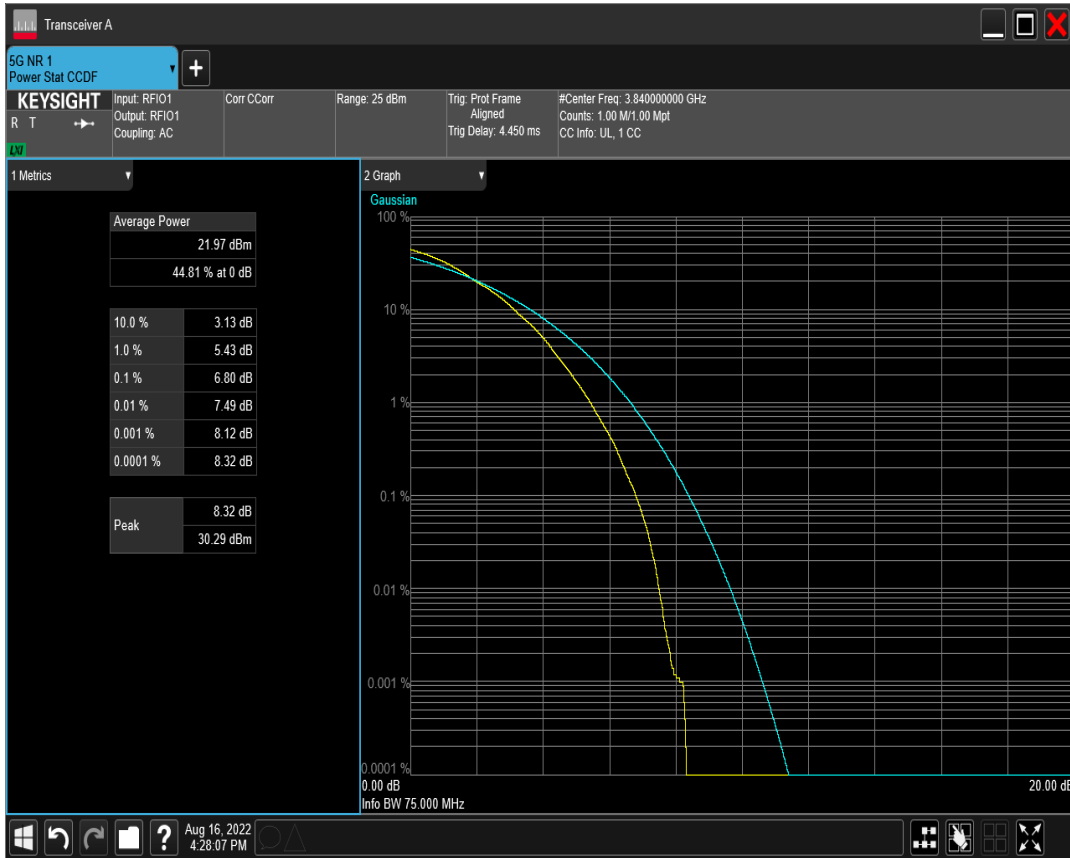 Transceiver A
5G NR 1
Power Stat CCDF
KEYSIGHT
R T
LXI
Input: RFIO1
Output: RFIO1
Coupling: AC
Corr CCorr
Range: 25 dBm
Trig: Prot Frame
Aligned
Trig Delay: 4.450 ms
#Center Freq: 3.840000000 GHz
Counts: 1.00 M/1.00 Mpt
CC Info: UL, 1 CC
1 Metrics
Average Power
21.97 dBm
44.81 % at 0 dB
10.0 % 3.13 dB
1.0 % 5.43 dB
0.1 % 6.80 dB
0.01 % 7.49 dB
0.001 % 8.12 dB
0.0001 % 8.32 dB
Peak 8.32 dB
30.29 dBm
2 Graph
Gaussian
100 %
10 %
1 %
0.1 %
0.01 %
0.001 %
0.0001 %
0.00 dB 20.00 dB
Info BW 75.000 MHz
? Aug 16, 2022
4:28:07 PM